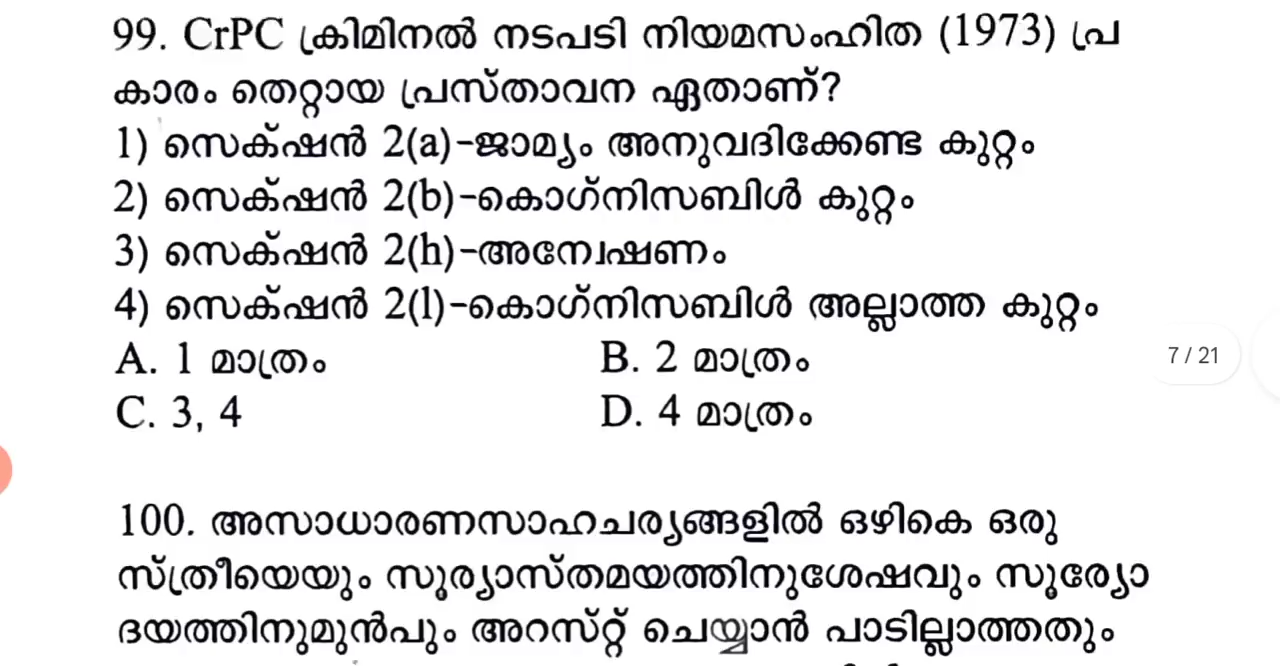 99. CrPC ക്രിമിനൽ നടപടി നിയമസംഹിത (1973) പ്ര
കാരം തെറ്റായ പ്രസ്താവന ഏതാണ്?
1) സെക്ഷൻ 2(a)-ജാമ്യം അനുവദിക്കേണ്ട കുറ്റം
2) സെക്ഷൻ 2(b)-കൊഗ്നിസബിൾ കുറ്റം
3) സെക്ഷൻ 2(h)-അന്വേഷണം
4) സെക്ഷൻ 2(l)-കൊഗ്നിസബിൾ അല്ലാത്ത കുറ്റം
A. 1 മാത്രം B. 2 മാത്രം
7 / 21
C. 3, 4 D. 4 മാത്രം
100. അസാധാരണസാഹചര്യങ്ങളിൽ ഒഴികെ ഒരു
സ്ത്രീയെയും സൂര്യാസ്തമയത്തിനുശേഷവും സൂര്യോ
ദയത്തിനുമുൻപും അറസ്റ്റ് ചെയ്യാൻ പാടില്ലാത്തതും